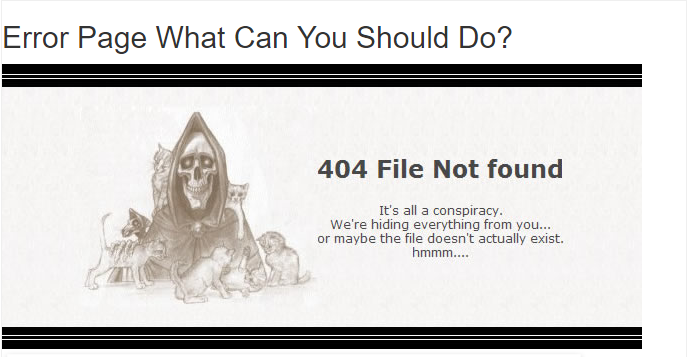 Error Page What Can You Should Do?
404 File Not found
It's all a conspiracy.
We're hiding everything from you...
or maybe the file doesn't actually exist.
hmmm....